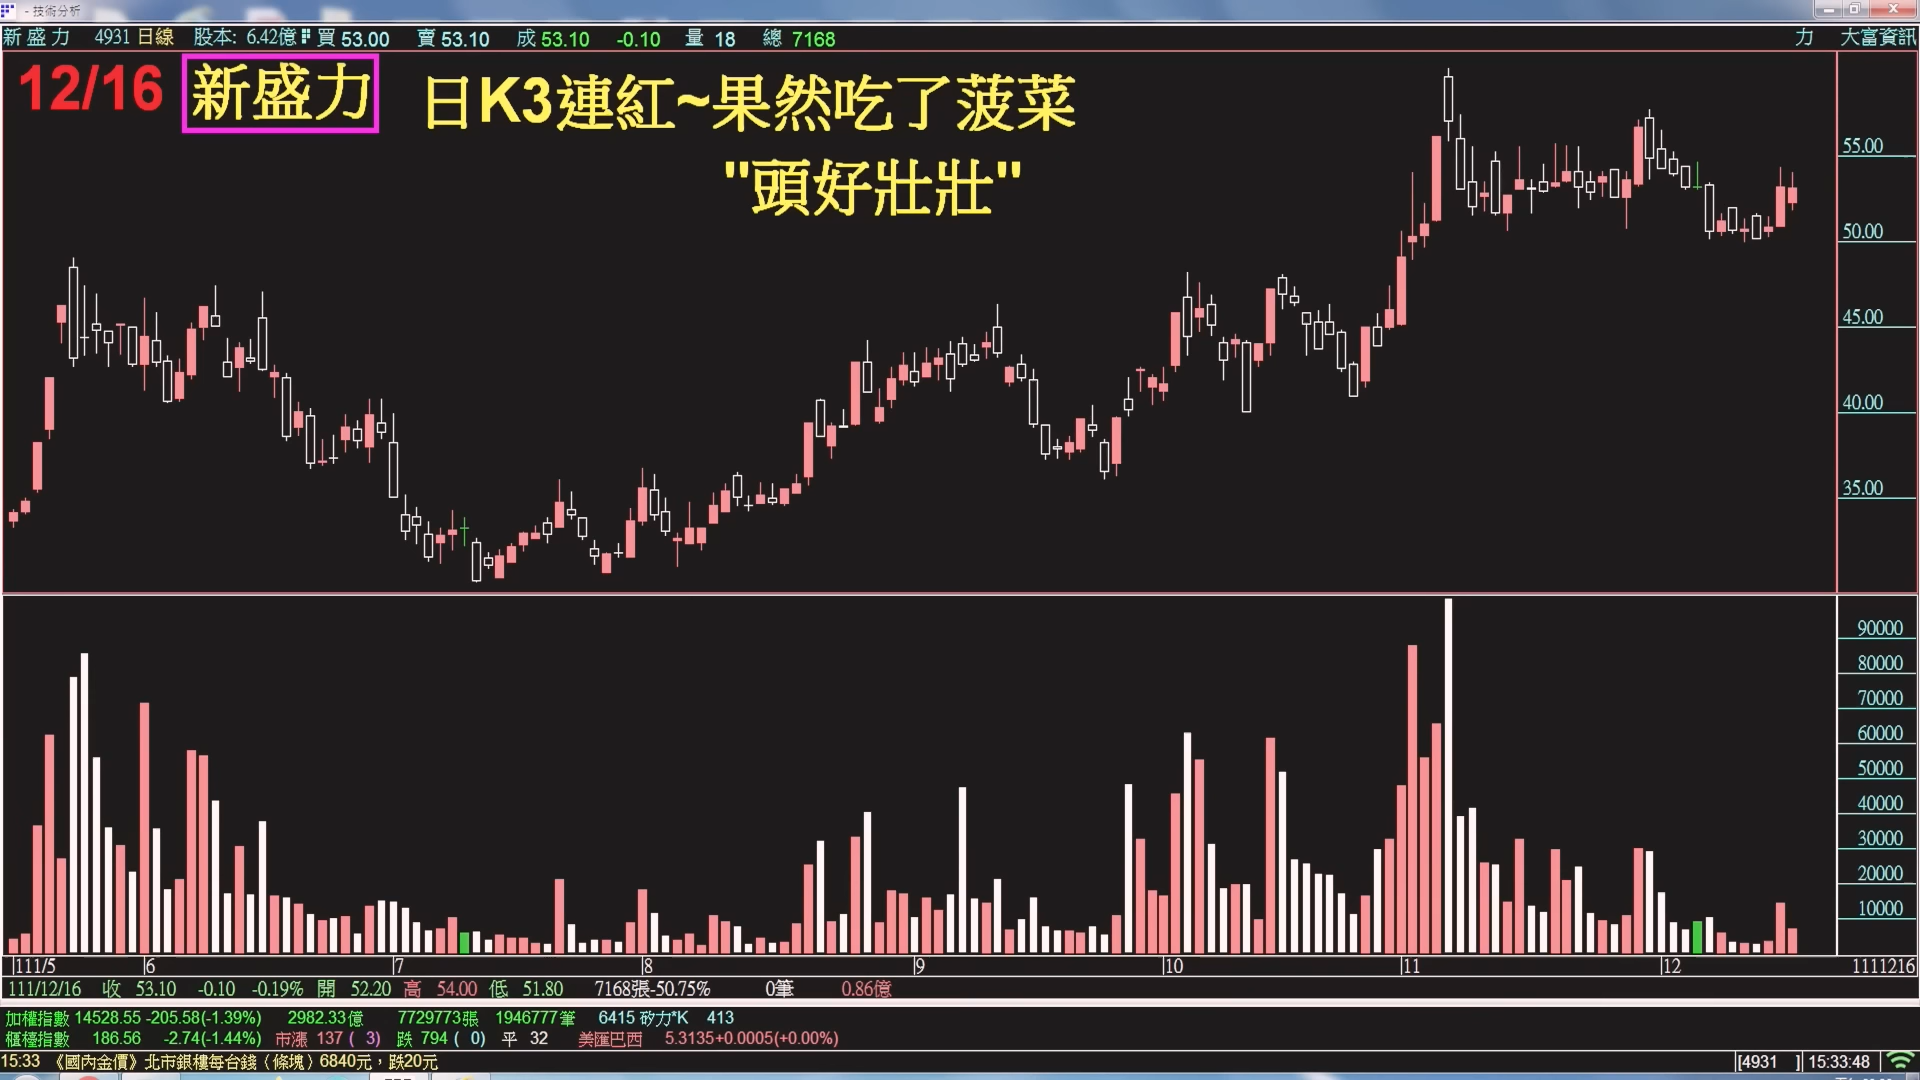 - 技術分析
新盛力 4931 日線 股本: 6.42億 買 53.00 賣 53.10 成 53.10 -0.10 量 18 總 7168 力 大富資訊
12/16 新盛力 日K3連紅~果然吃了菠菜
"頭好壯壯"
55.00
50.00
45.00
40.00
35.00
90000
80000
70000
60000
50000
40000
30000
20000
10000
111/5 6 7 8 9 10 11 12 1111216
111/12/16 收 53.10 -0.10 -0.19% 開 52.20 高 54.00 低 51.80 7168張-50.75% 0筆 0.86億
加權指數 14528.55 -205.58(-1.39%) 2982.33億 7729773張 1946777筆 6415 矽力*K 413
櫃檯指數 186.56 -2.74(-1.44%) 市漲 137 ( 3) 跌 794 ( 0) 平 32 美匯巴西 5.3135+0.0005(+0.00%)
15:33 《國內金價》北市銀樓每台錢（條塊）6840元，跌20元 [4931 ] 15:33:48